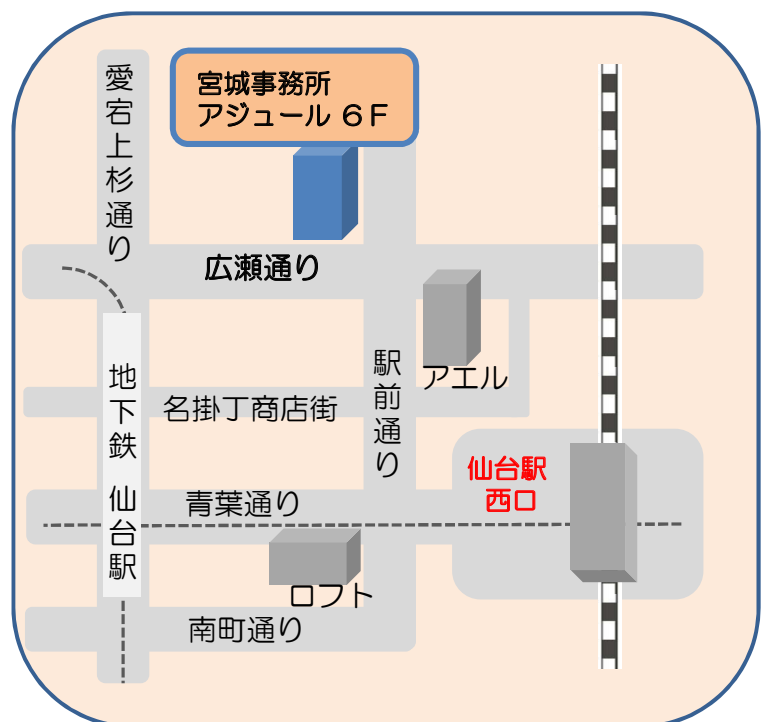 宮城事務所
アジュール 6F
愛宕上杉通り
広瀬通り
アエル
駅前通り
地下鉄 仙台駅
名掛丁商店街
仙台駅
西口
青葉通り
ロフト
南町通り